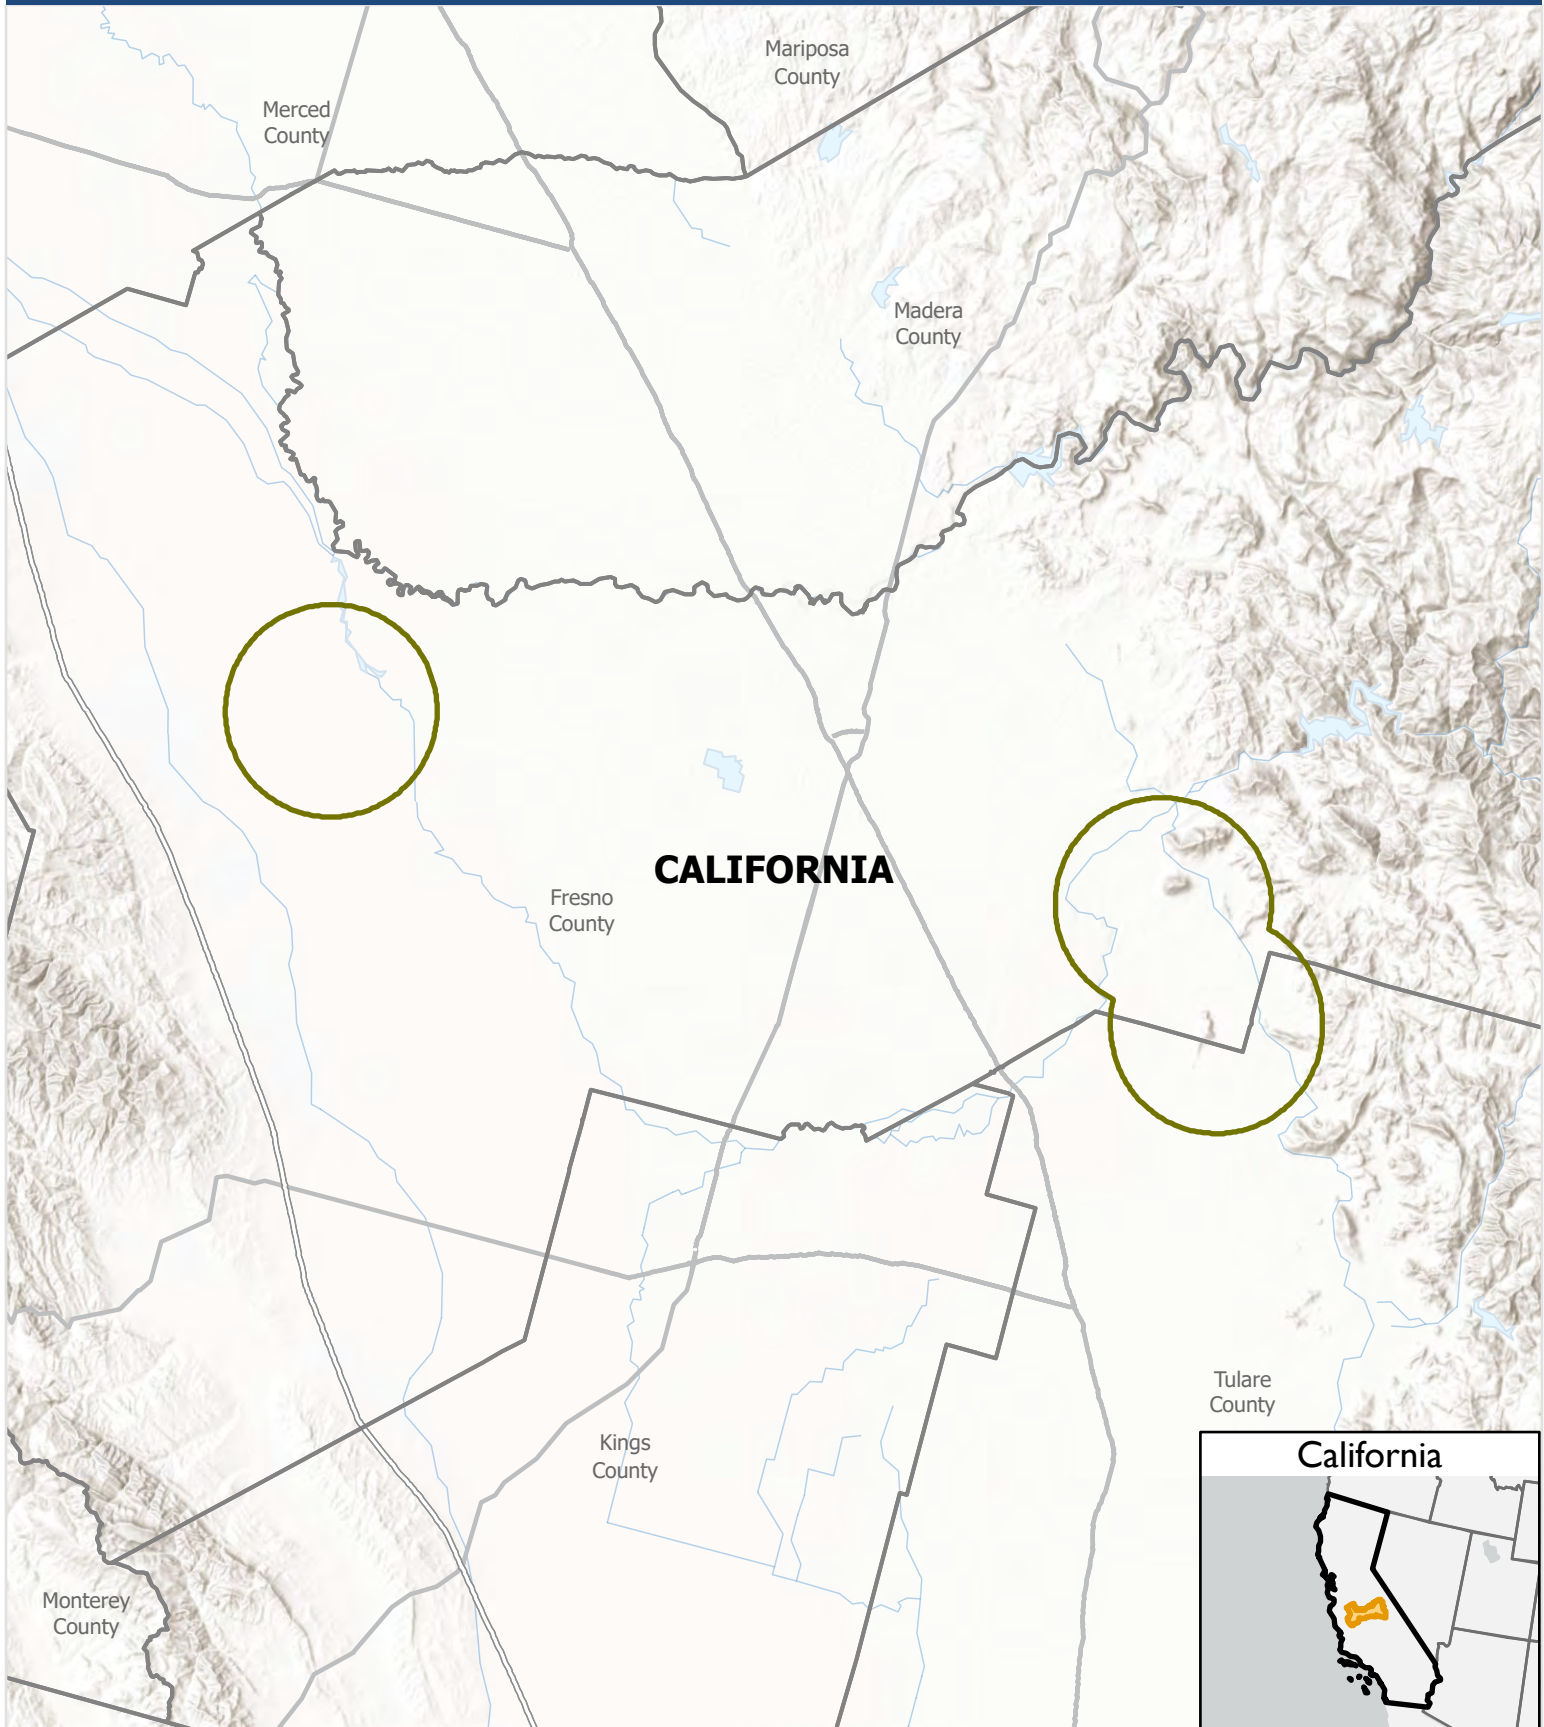 Mariposa
County
Merced
County
Madera
County
CALIFORNIA
Fresno
County
Tulare
County
Kings
County
California
Monterey
County